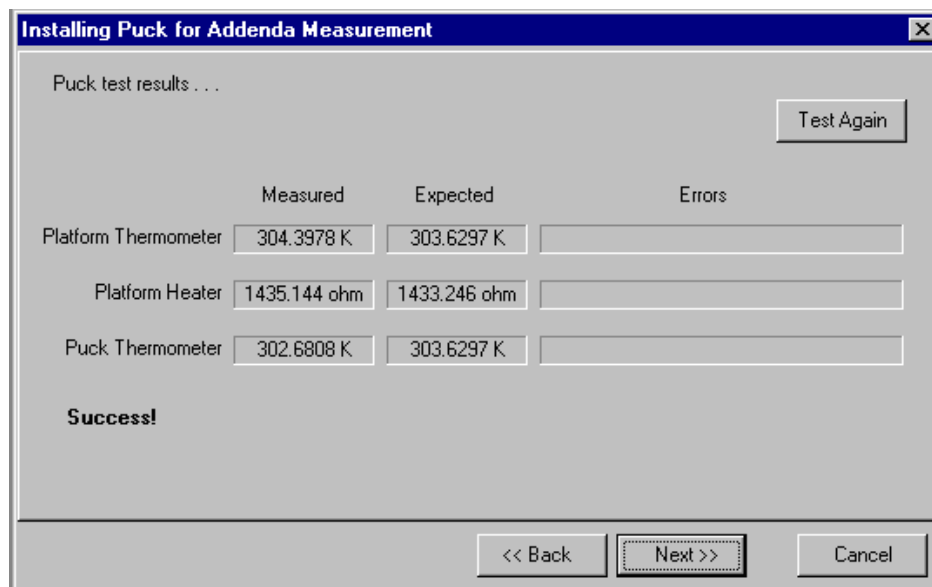 Installing Puck for Addenda Measurement
Puck test results . . .
Test Again
Measured Expected Errors
Platform Thermometer 304.3978 K 303.6297 K
Platform Heater 1435.144 ohm 1433.246 ohm
Puck Thermometer 302.6808 K 303.6297 K
Success!
<< Back Next >> Cancel